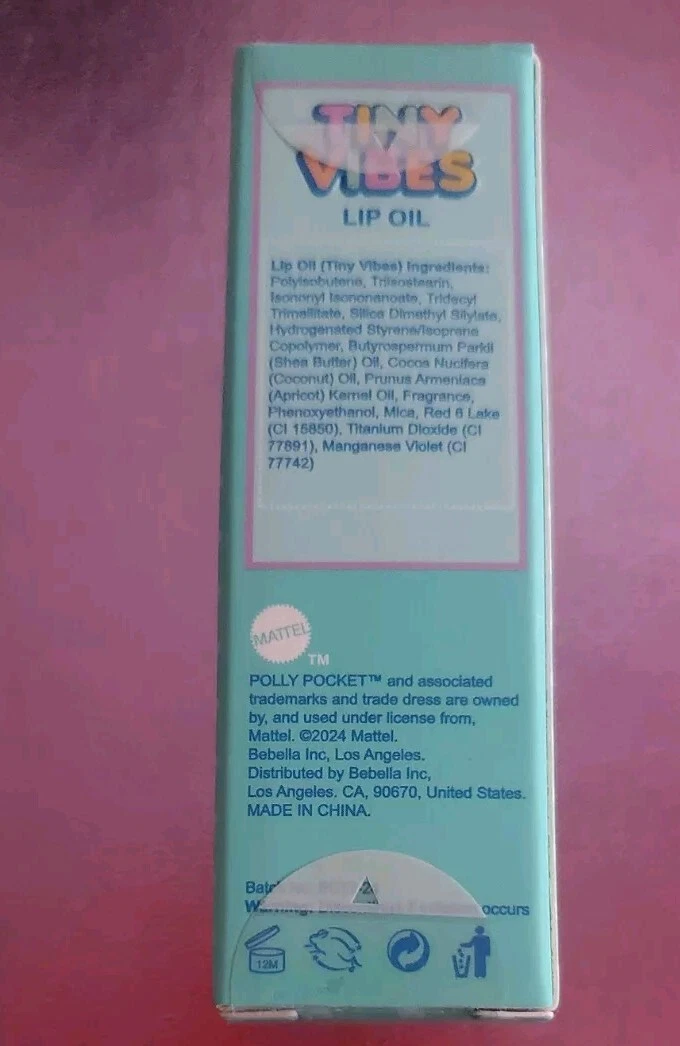 TINY
VIBES
LIP OIL
Lip Oil (Tiny Vibes) Ingredients:
Polyisobutene, Triisostearin,
Isononyl Isononanoate, Tridecyl
Trimellitate, Silica Dimethyl Silylate,
Hydrogenated Styrene/Isoprene
Copolymer, Butyrospermum Parkii
(Shea Butter) Oil, Cocos Nucifera
(Coconut) Oil, Prunus Armeniaca
(Apricot) Kernel Oil, Fragrance,
Phenoxyethanol, Mica, Red 6 Lake
(CI 15850), Titanium Dioxide (CI
77891), Manganese Violet (CI
77742)
MATTEL
TM
POLLY POCKET™ and associated
trademarks and trade dress are owned
by, and used under license from,
Mattel. ©2024 Mattel.
Bebella Inc, Los Angeles.
Distributed by Bebella Inc,
Los Angeles. CA, 90670, United States.
MADE IN CHINA.
Warning: occurs
12M